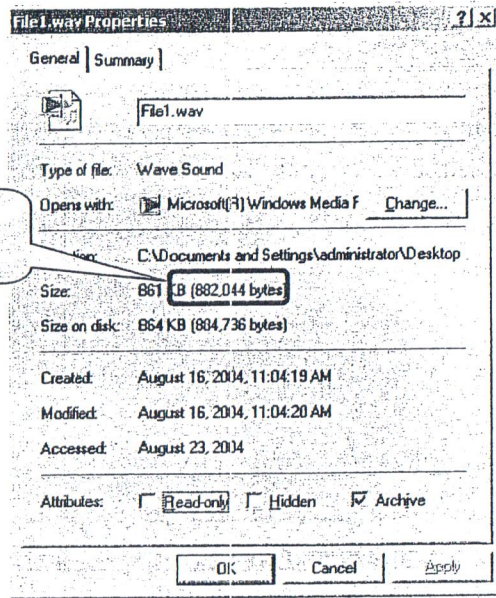 File1.wav Properties ? X
General Summary
File1.wav
Type of file: Wave Sound
Opens with: Microsoft(R) Windows Media F Change...
C:\Documents and Settings\administrator\Desktop
Size: 861 KB (882,044 bytes)
Size on disk: 864 KB (884,736 bytes)
Created: August 16, 2004, 11:04:19 AM
Modified: August 16, 2004, 11:04:20 AM
Accessed: August 23, 2004
Attributes: Read-only Hidden Archive
OK Cancel Apply